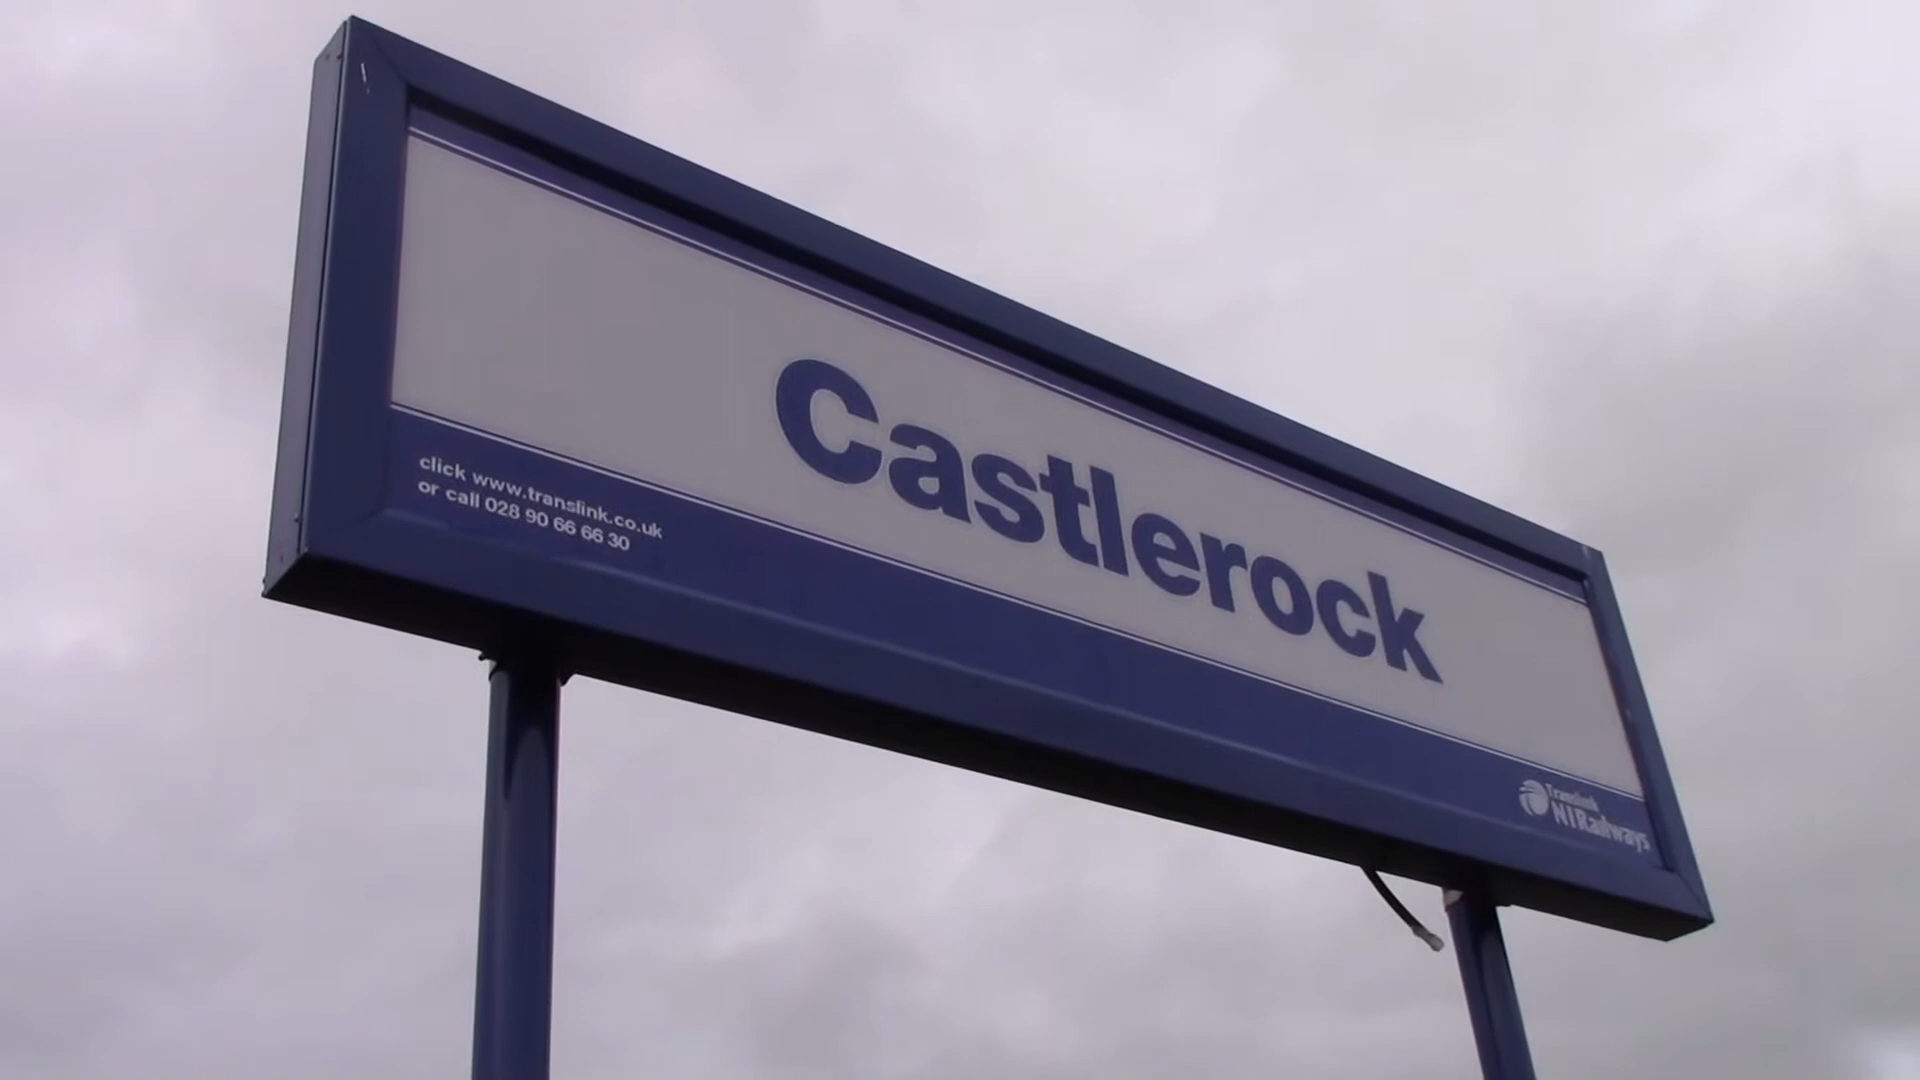 Castlerock
click www.translink.co.uk
or call 028 90 66 66 30
Translink
NIRailways